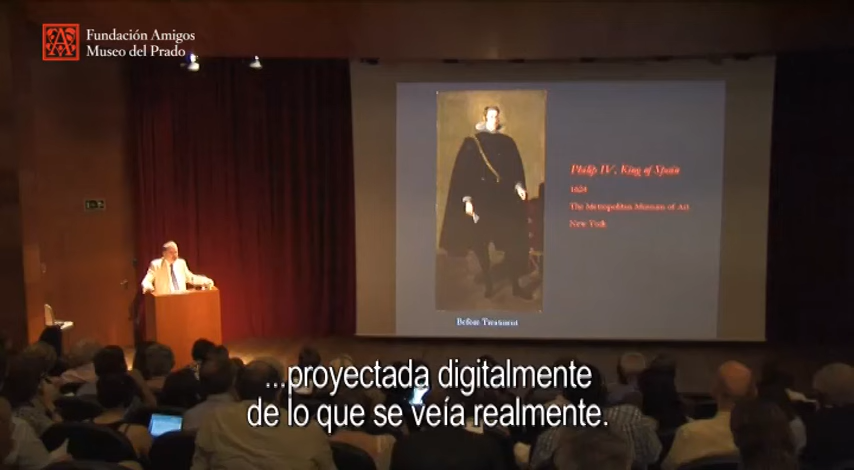 Fundación Amigos
Museo del Prado
Philip IV, King of Spain
1624
The Metropolitan Museum of Art
New York
Before Treatment
...proyectada digitalmente
de lo que se veía realmente.